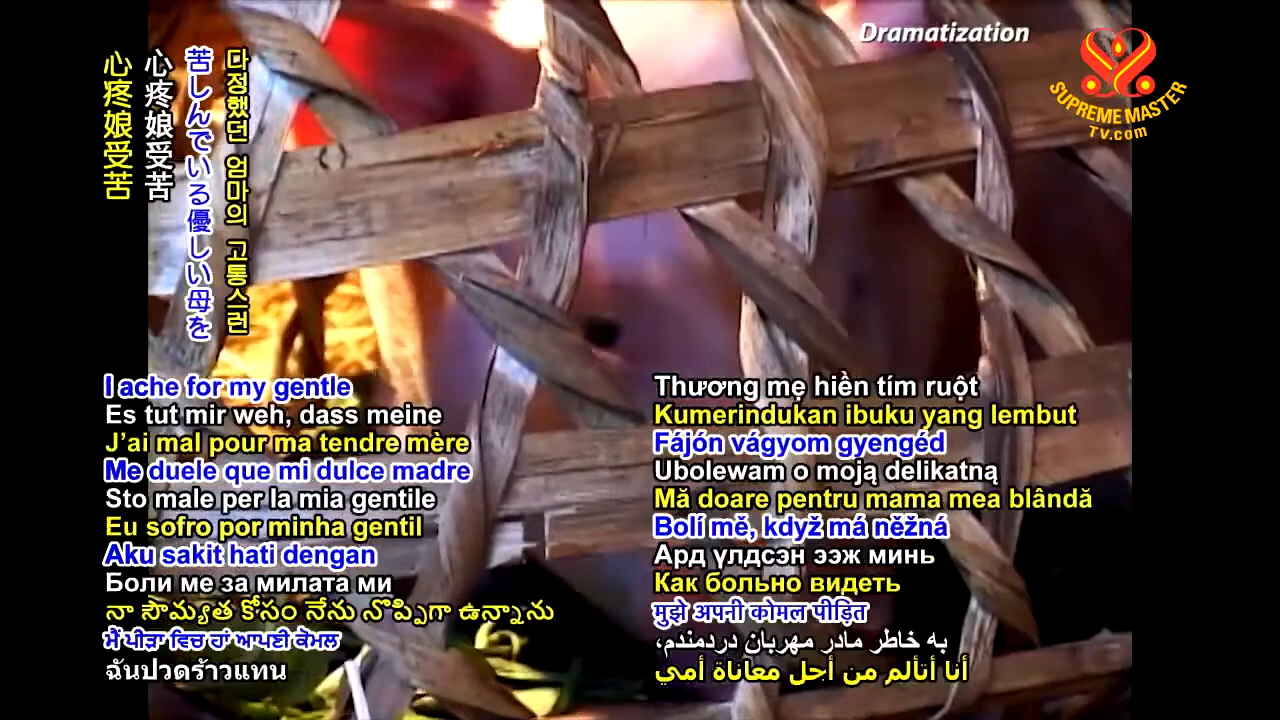 Dramatization
SUPREME MASTER
TV.com
心疼娘受苦
心疼娘受苦
苦しんでいる優しい母を
다정했던 엄마의 고통스런
I ache for my gentle
Es tut mir weh, dass meine
J'ai mal pour ma tendre mère
Me duele que mi dulce madre
Sto male per la mia gentile
Eu sofro por minha gentil
Aku sakit hati dengan
Боли ме за милата ми
నా సౌమ్యత కోసం నేను నొప్పిగా ఉన్నాను
ਮੈਂ ਪੀੜਾ ਵਿਚ ਹਾਂ ਆਪਣੀ ਕੋਮਲ
ฉันปวดร้าวแทน
Thương mẹ hiền tím ruột
Kumerindukan ibuku yang lembut
Fájón vágyom gyengéd
Ubolewam o moją delikatną
Mă doare pentru mama mea blândă
Bolí mě, když má něžná
Ард үлдсэн ээж минь
Как больно видеть
मुझे अपनी कोमल पीड़ित
به خاطر مادر مهربان دردمندم،
أنا أتألم من أجل معاناة أمي